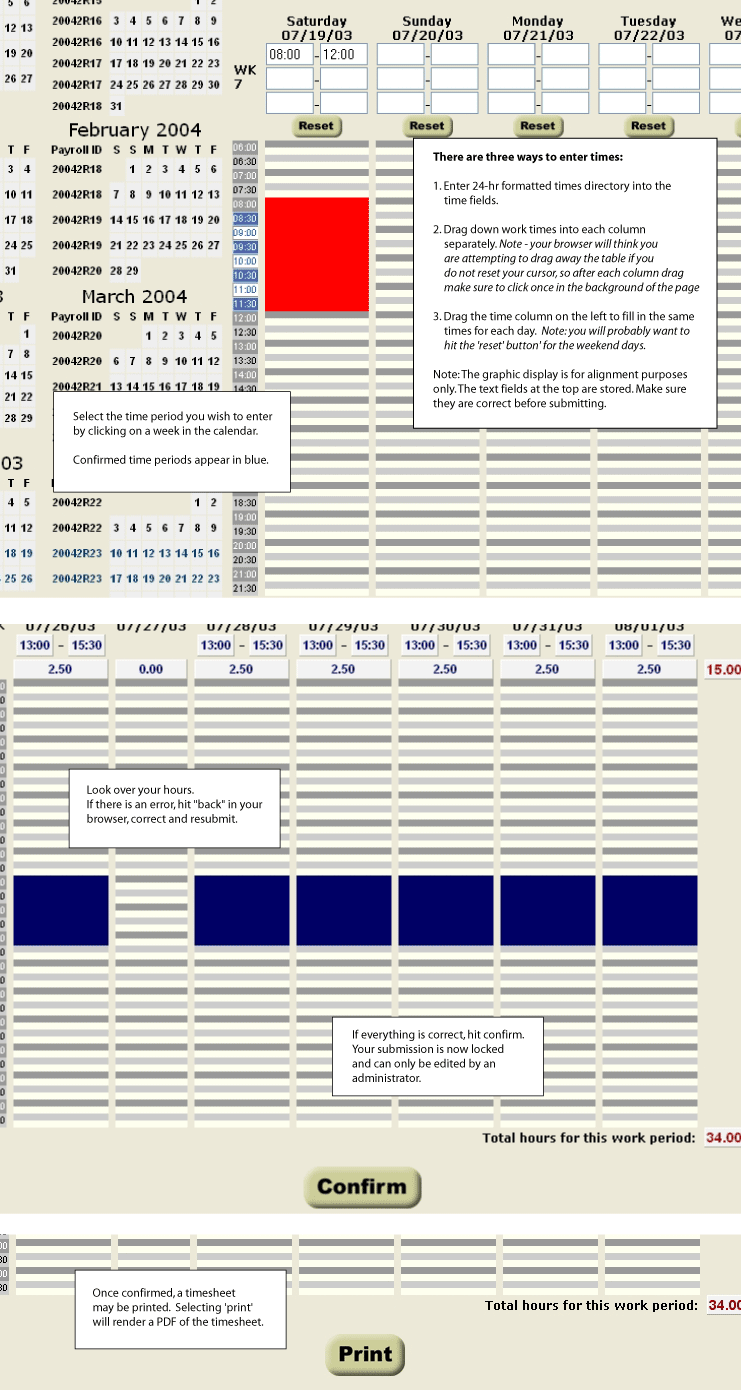 5 6 20042R15 1 2
12 13 20042R16 3 4 5 6 7 8 9
20042R16 10 11 12 13 14 15 16
19 20 20042R17 17 18 19 20 21 22 23
26 27 20042R17 24 25 26 27 28 29 30
20042R18 31
February 2004
T F Payroll ID S S M T W T F
3 4 20042R18 1 2 3 4 5 6
10 11 20042R18 7 8 9 10 11 12 13
17 18 20042R19 14 15 16 17 18 19 20
24 25 20042R19 21 22 23 24 25 26 27
31 20042R20 28 29
March 2004
T F Payroll ID S S M T W T F
1 20042R20 1 2 3 4 5
7 8 20042R20 6 7 8 9 10 11 12
14 15 20042R21 13 14 15 16 17 18 19
21 22
28 29
Select the time period you wish to enter
by clicking on a week in the calendar.
Confirmed time periods appear in blue.
03
T F
4 5 20042R22 1 2
11 12 20042R22 3 4 5 6 7 8 9
18 19 20042R23 10 11 12 13 14 15 16
25 26 20042R23 17 18 19 20 21 22 23
Saturday Sunday Monday Tuesday We
07/19/03 07/20/03 07/21/03 07/22/03 07
WK
7
08:00 - 12:00 - - -
- - - -
- - - -
Reset Reset Reset Reset
06:00
06:30
07:00
07:30
08:00
08:30
09:00
09:30
10:00
10:30
11:00
11:30
12:00
12:30
13:00
13:30
14:00
14:30
18:30
19:00
19:30
20:00
20:30
21:00
21:30
There are three ways to enter times:
1. Enter 24-hr formatted times directory into the
time fields.
2. Drag down work times into each column
separately. Note - your browser will think you
are attempting to drag away the table if you
do not reset your cursor, so after each column drag
make sure to click once in the background of the page
3. Drag the time column on the left to fill in the same
times for each day. Note: you will probably want to
hit the 'reset' button' for the weekend days.
Note: The graphic display is for alignment purposes
only. The text fields at the top are stored. Make sure
they are correct before submitting.
07/26/03 07/27/03 07/28/03 07/29/03 07/30/03 07/31/03 08/01/03
13:00 - 15:30 13:00 - 15:30 13:00 - 15:30 13:00 - 15:30 13:00 - 15:30 13:00 - 15:30
2.50 0.00 2.50 2.50 2.50 2.50 2.50 15.00
Look over your hours.
If there is an error, hit "back" in your
browser, correct and resubmit.
If everything is correct, hit confirm.
Your submission is now locked
and can only be edited by an
administrator.
Total hours for this work period: 34.00
Confirm
00
30
00
30
Once confirmed, a timesheet
may be printed. Selecting 'print'
will render a PDF of the timesheet.
Total hours for this work period: 34.00
Print